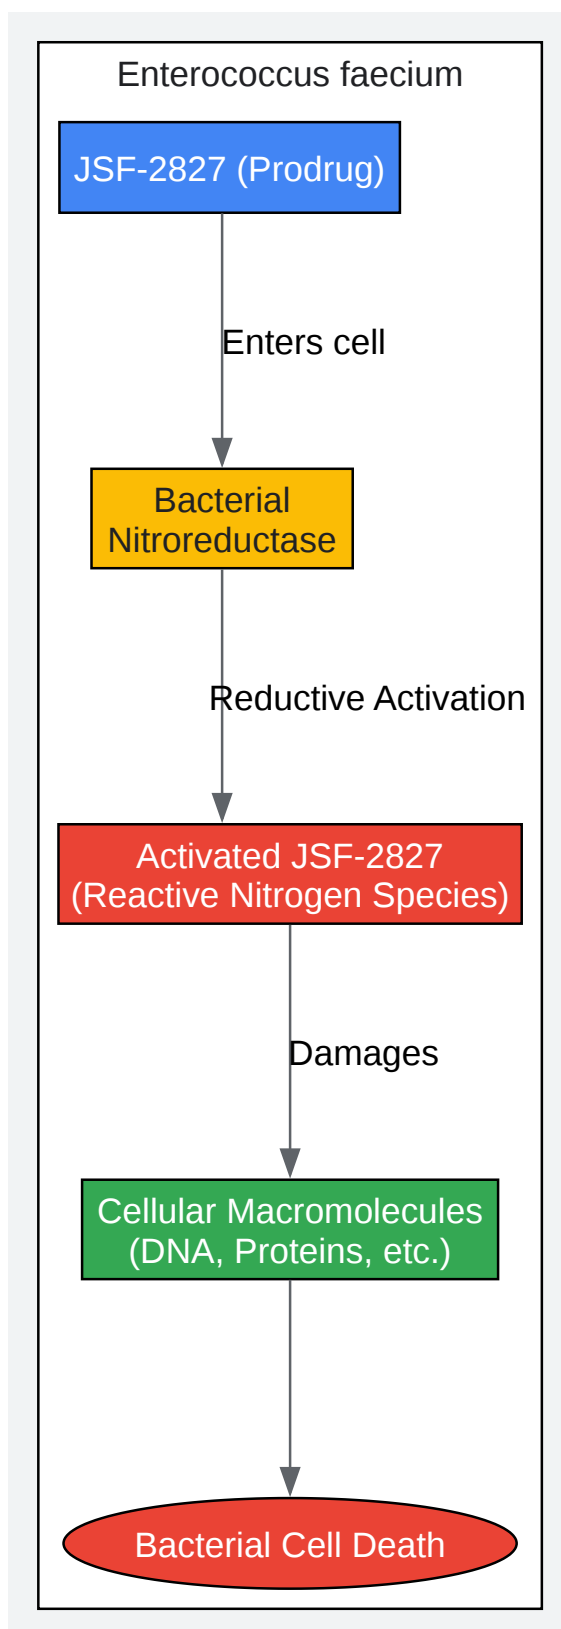 Enterococcus faecium
JSF-2827 (Prodrug)
Enters cell
Bacterial
Nitroreductase
Reductive Activation
Activated JSF-2827
(Reactive Nitrogen Species)
Damages
Cellular Macromolecules
(DNA, Proteins, etc.)
Bacterial Cell Death